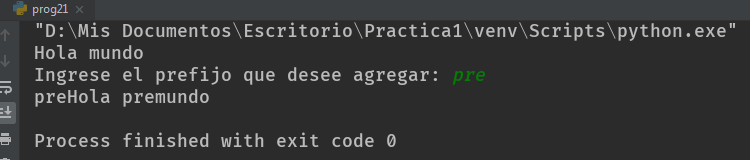 prog21
"D:\Mis Documentos\Escritorio\Practica1\venv\Scripts\python.exe"
Hola mundo
Ingrese el prefijo que desee agregar: pre
preHola premundo
Process finished with exit code 0